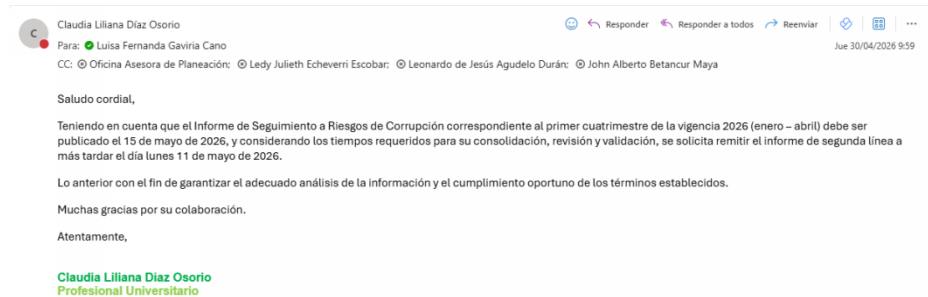 C
Claudia Liliana Díaz Osorio
Responder Responder a todos Reenviar
Para: Luisa Fernanda Gaviria Cano
Jue 30/04/2026 9:59
CC: Oficina Asesora de Planeación; Ledy Julieth Echeverri Escobar; Leonardo de Jesús Agudelo Durán; John Alberto Betancur Maya
Saludo cordial,
Teniendo en cuenta que el Informe de Seguimiento a Riesgos de Corrupción correspondiente al primer cuatrimestre de la vigencia 2026 (enero – abril) debe ser
publicado el 15 de mayo de 2026, y considerando los tiempos requeridos para su consolidación, revisión y validación, se solicita remitir el informe de segunda línea a
más tardar el día lunes 11 de mayo de 2026.
Lo anterior con el fin de garantizar el adecuado análisis de la información y el cumplimiento oportuno de los términos establecidos.
Muchas gracias por su colaboración.
Atentamente,
Claudia Liliana Díaz Osorio
Profesional Universitario